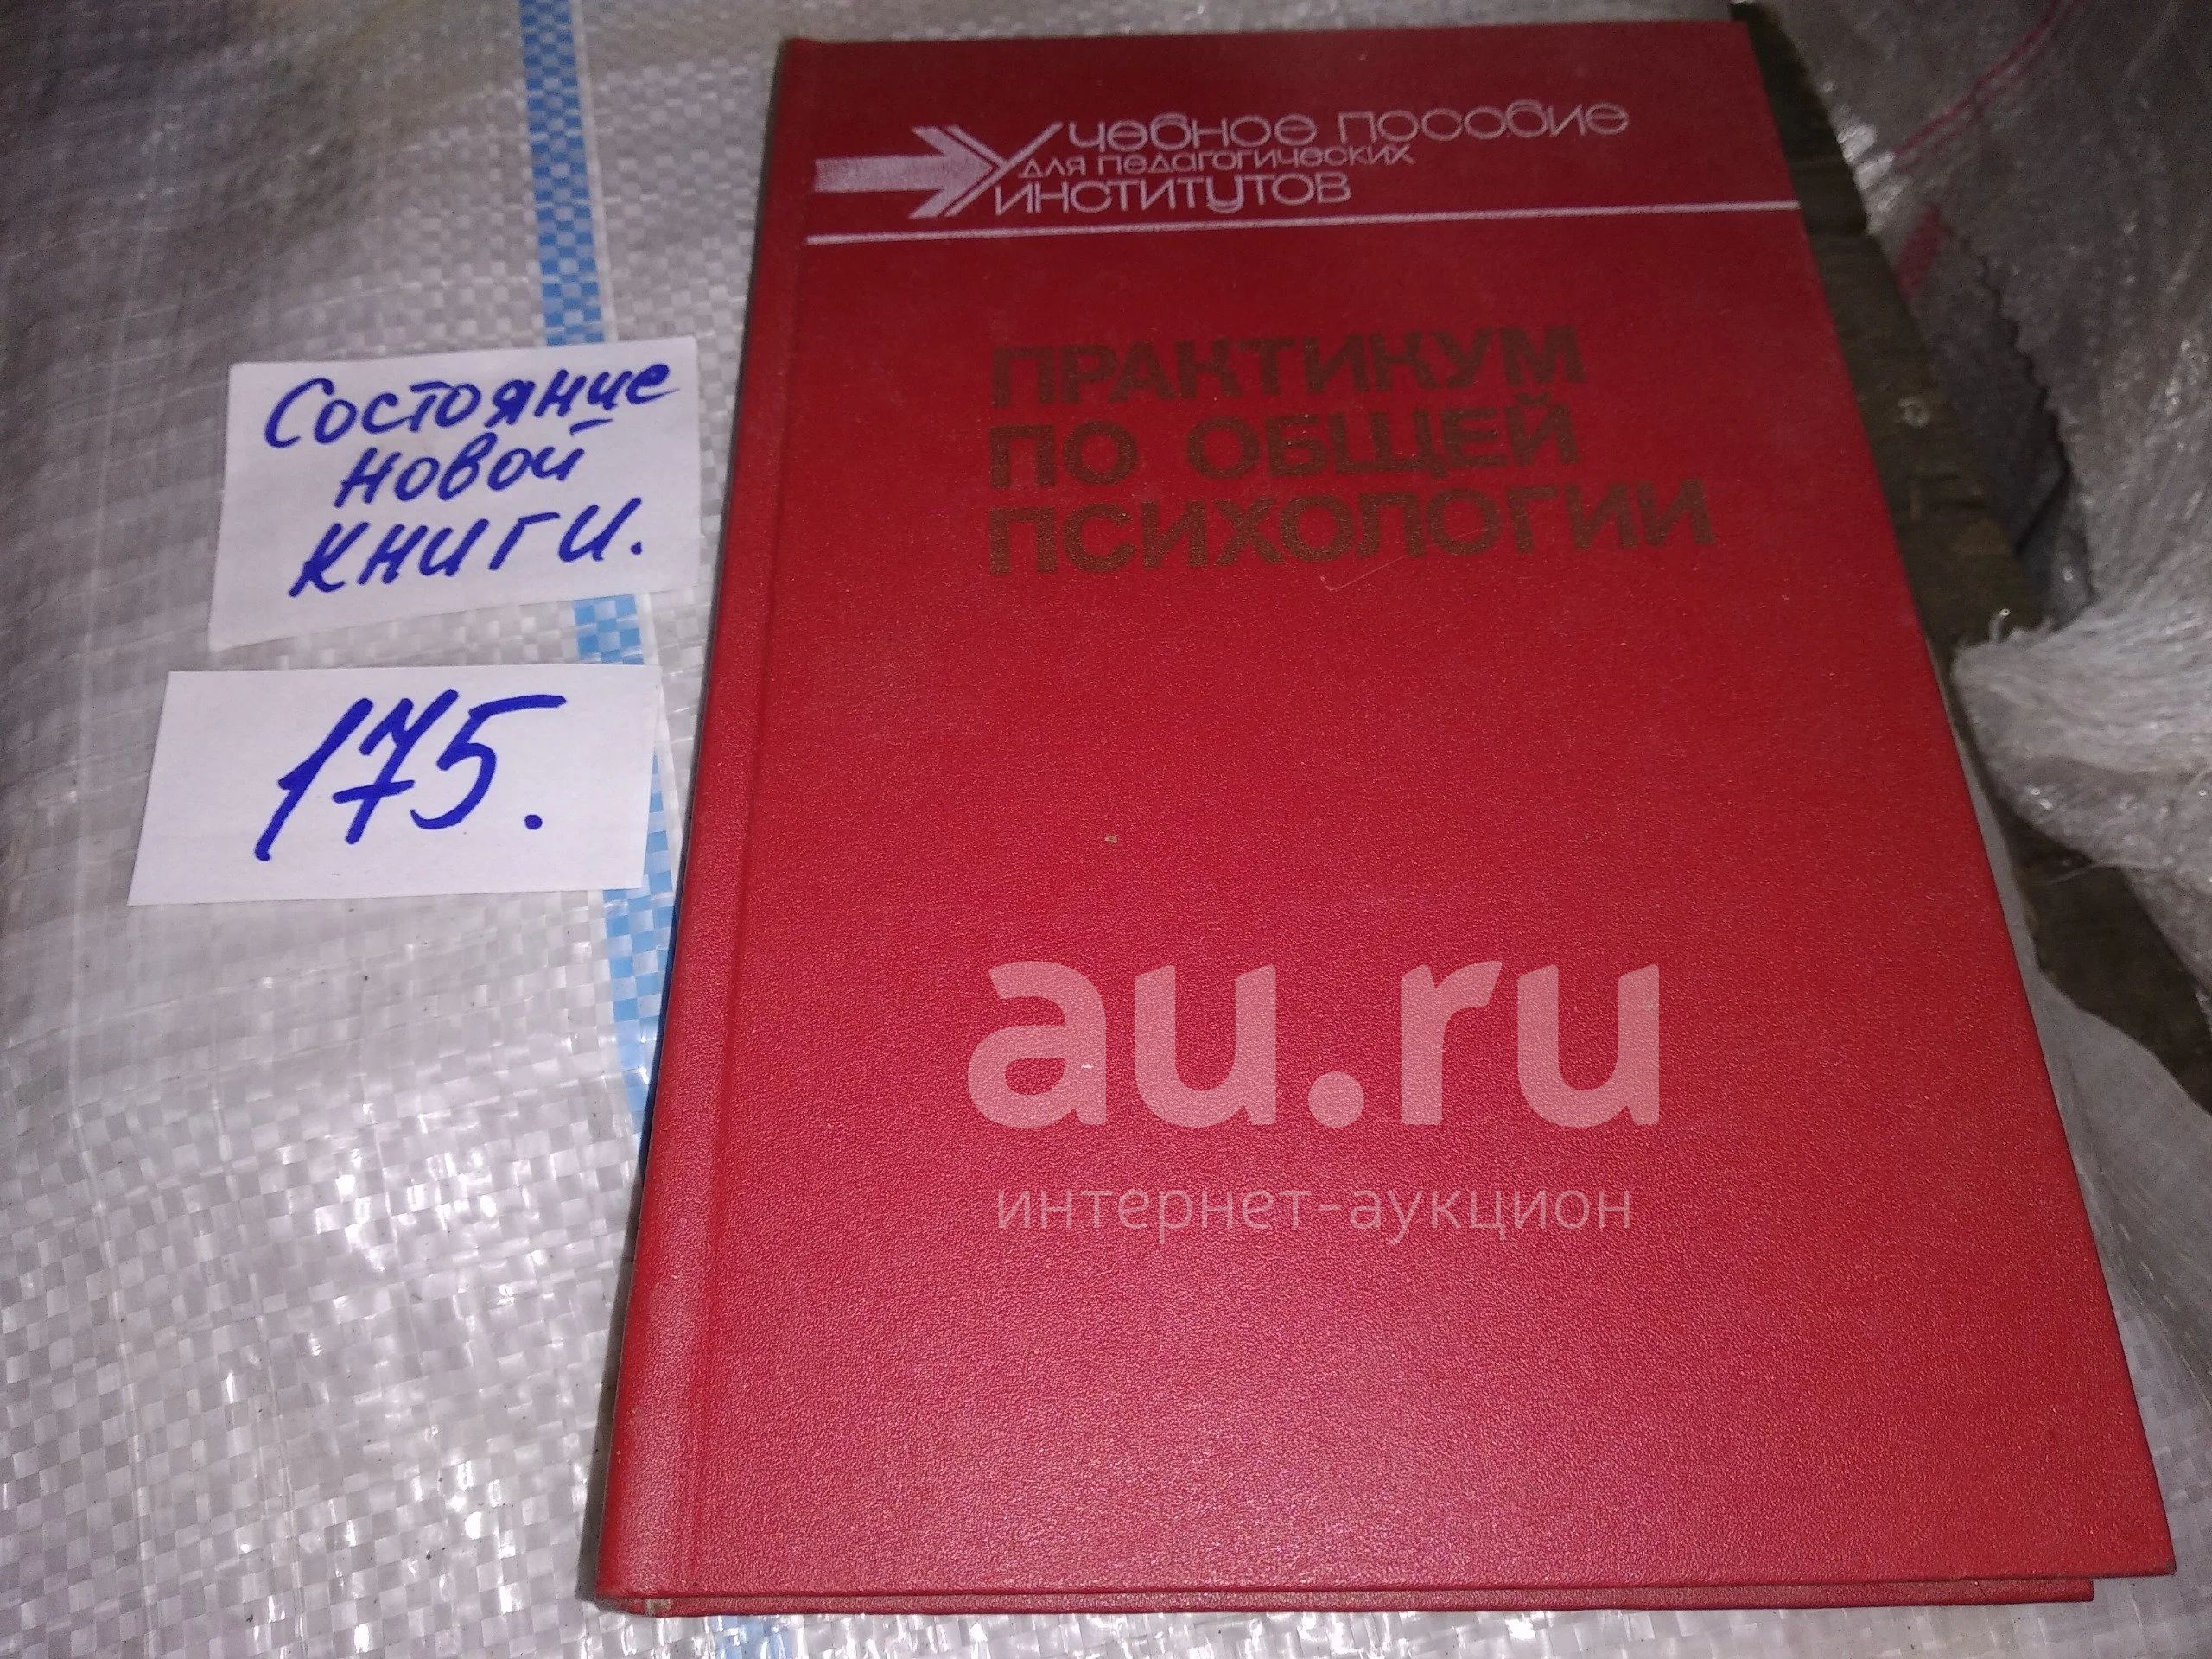 Учебное пособие
для педагогических
институтов
ПРАКТИКУМ
ПО ОБЩЕЙ
ПСИХОЛОГИИ
Состояние
новой
книги.
175.
au.ru
интернет-аукцион